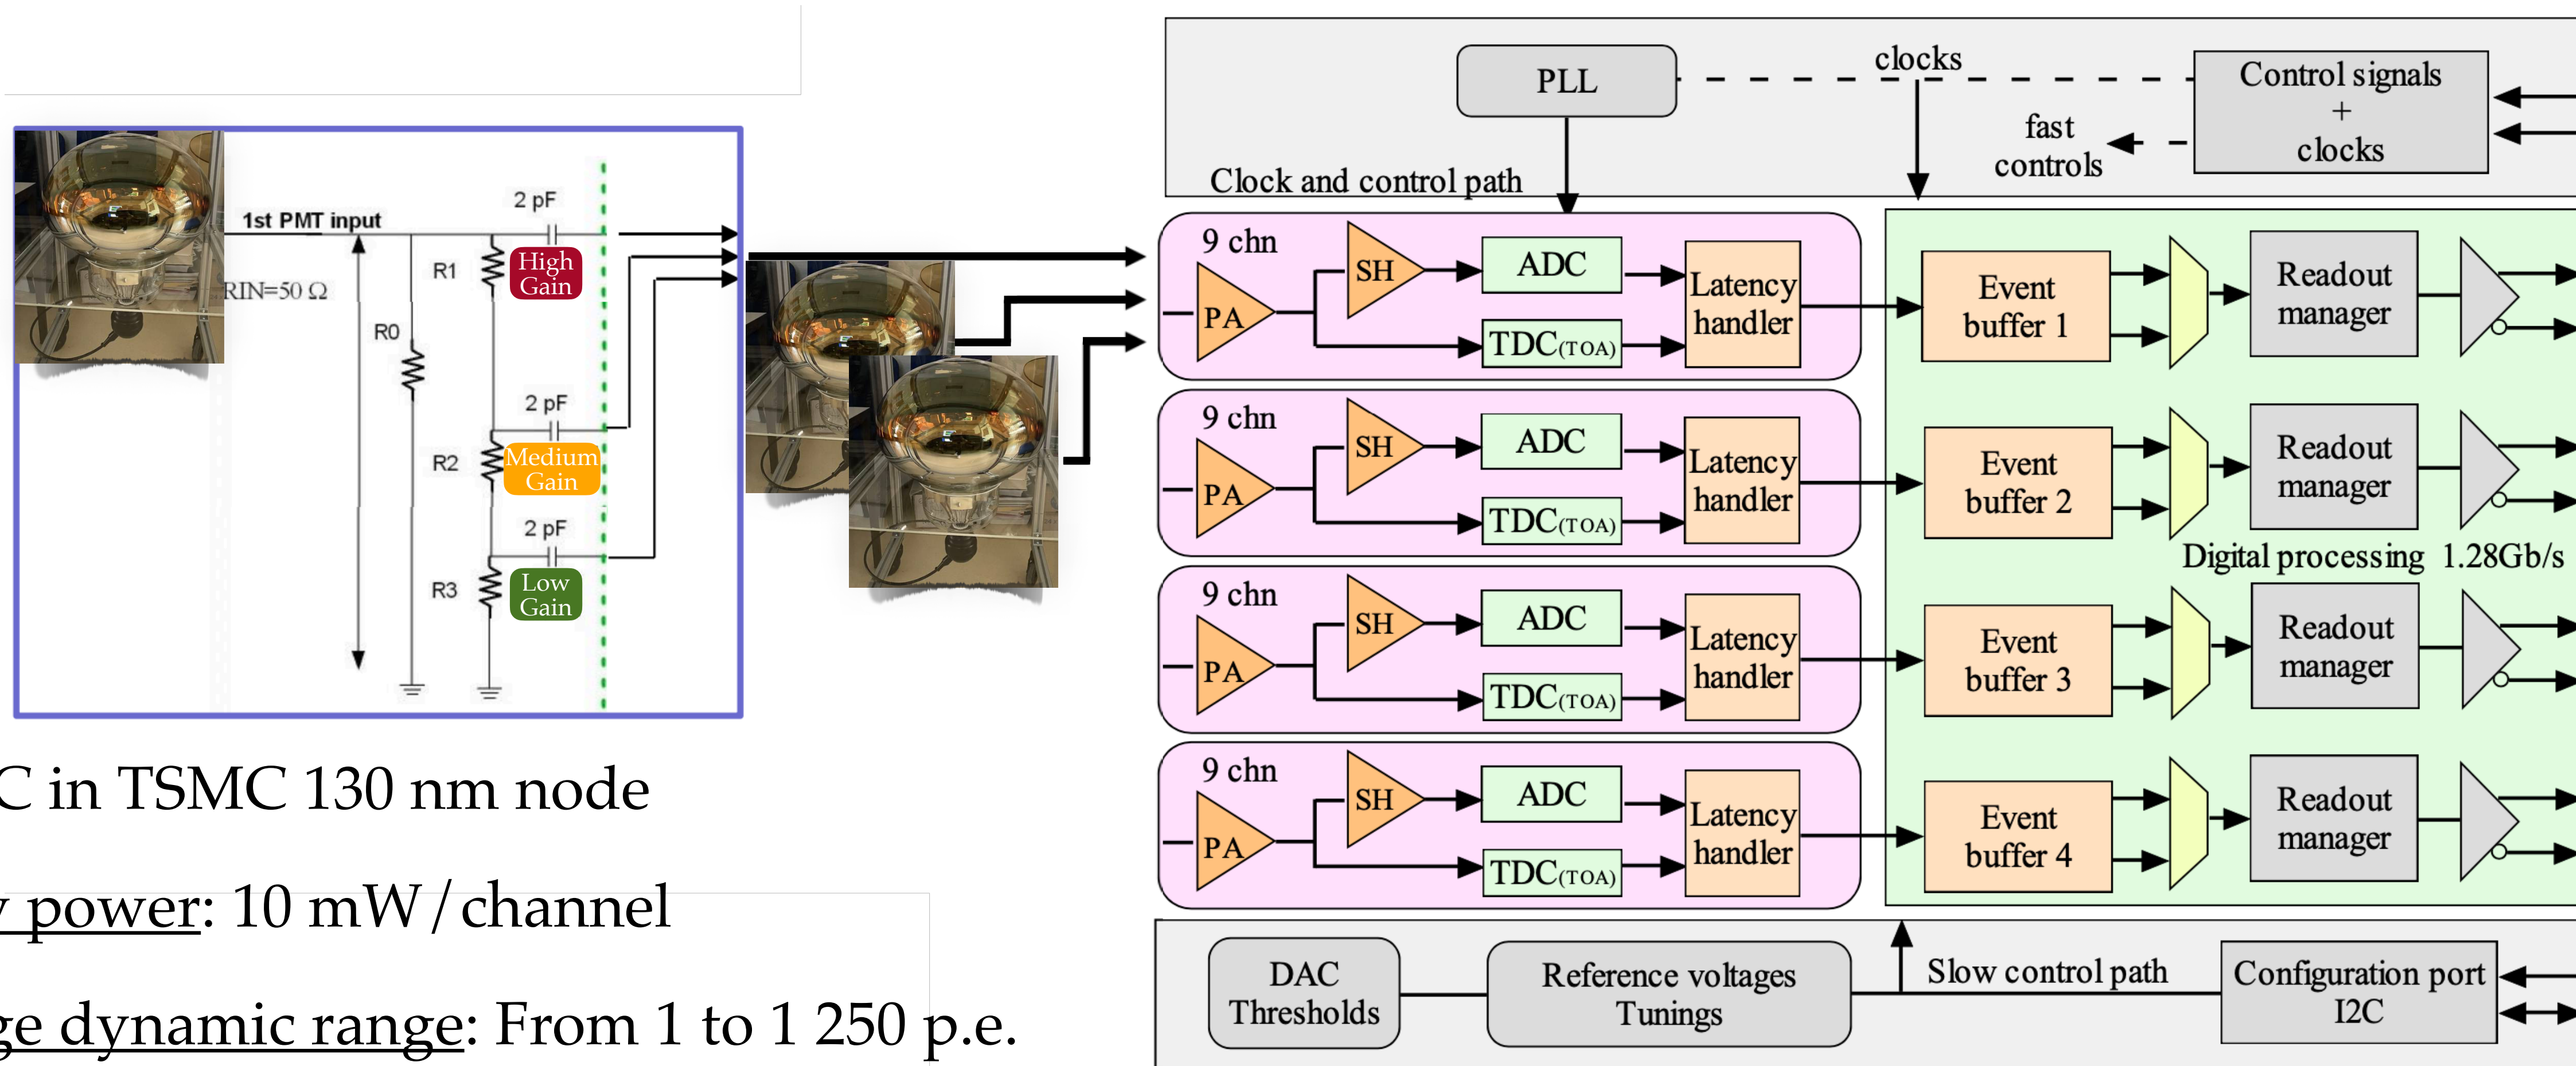 1st PMT input
RIN=50 Ω
2 pF
R1
High
Gain
R0
2 pF
R2
Medium
Gain
2 pF
R3
Low
Gain
C in TSMC 130 nm node
power: 10 mW/channel
ge dynamic range: From 1 to 1 250 p.e.
PLL
clocks
Control signals
+
clocks
fast
controls
Clock and control path
9 chn
PA
SH
ADC
TDC(TOA)
Latency
handler
Event
buffer 1
Readout
manager
9 chn
PA
SH
ADC
TDC(TOA)
Latency
handler
Event
buffer 2
Readout
manager
Digital processing 1.28Gb/s
9 chn
PA
SH
ADC
TDC(TOA)
Latency
handler
Event
buffer 3
Readout
manager
9 chn
PA
SH
ADC
TDC(TOA)
Latency
handler
Event
buffer 4
Readout
manager
DAC
Thresholds
Reference voltages
Tunings
Slow control path
Configuration port
I2C